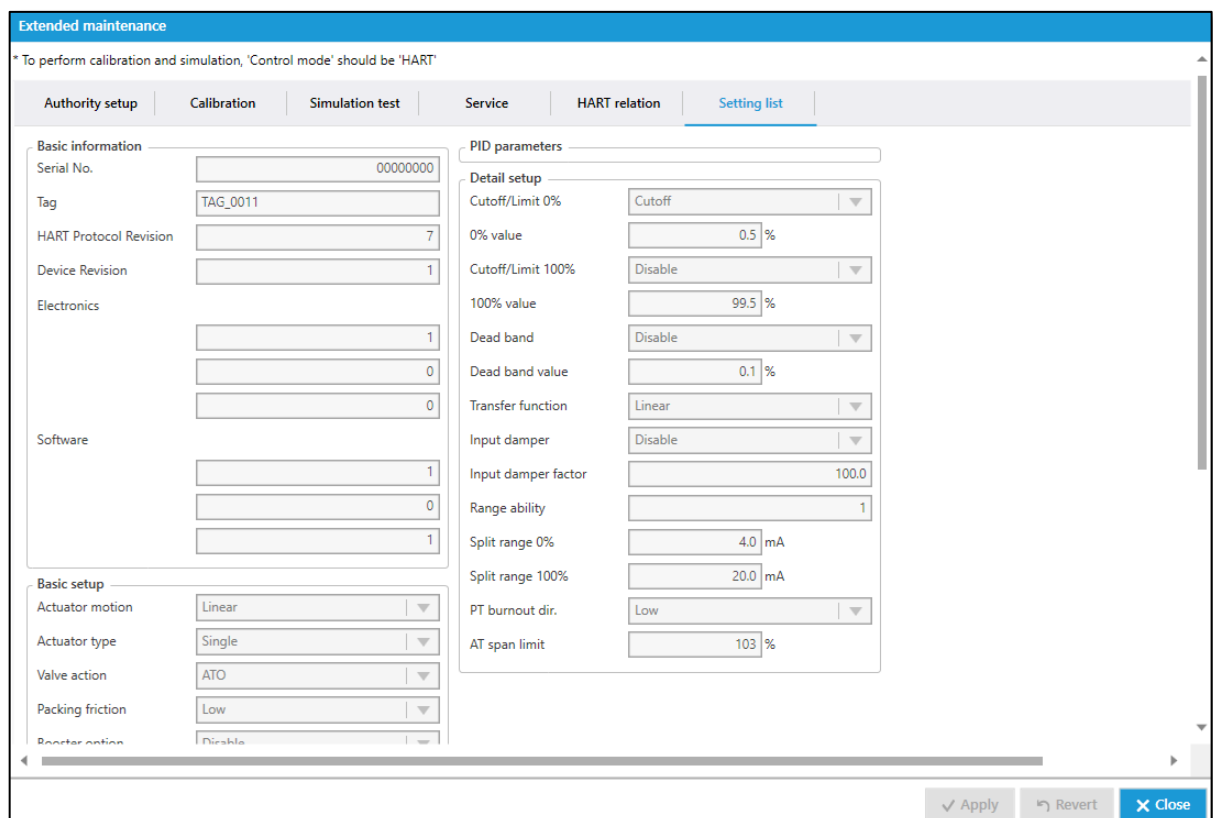 Extended maintenance
* To perform calibration and simulation, 'Control mode' should be 'HART'
Authority setup Calibration Simulation test Service HART relation Setting list
Basic information
Serial No. 00000000
Tag TAG_0011
HART Protocol Revision 7
Device Revision 1
Electronics
1
0
0
Software
1
0
1
Basic setup
Actuator motion Linear
Actuator type Single
Valve action ATO
Packing friction Low
Booster option Disable
PID parameters
Detail setup
Cutoff/Limit 0% Cutoff
0% value 0.5 %
Cutoff/Limit 100% Disable
100% value 99.5 %
Dead band Disable
Dead band value 0.1 %
Transfer function Linear
Input damper Disable
Input damper factor 100.0
Range ability 1
Split range 0% 4.0 mA
Split range 100% 20.0 mA
PT burnout dir. Low
AT span limit 103 %
Apply Revert Close